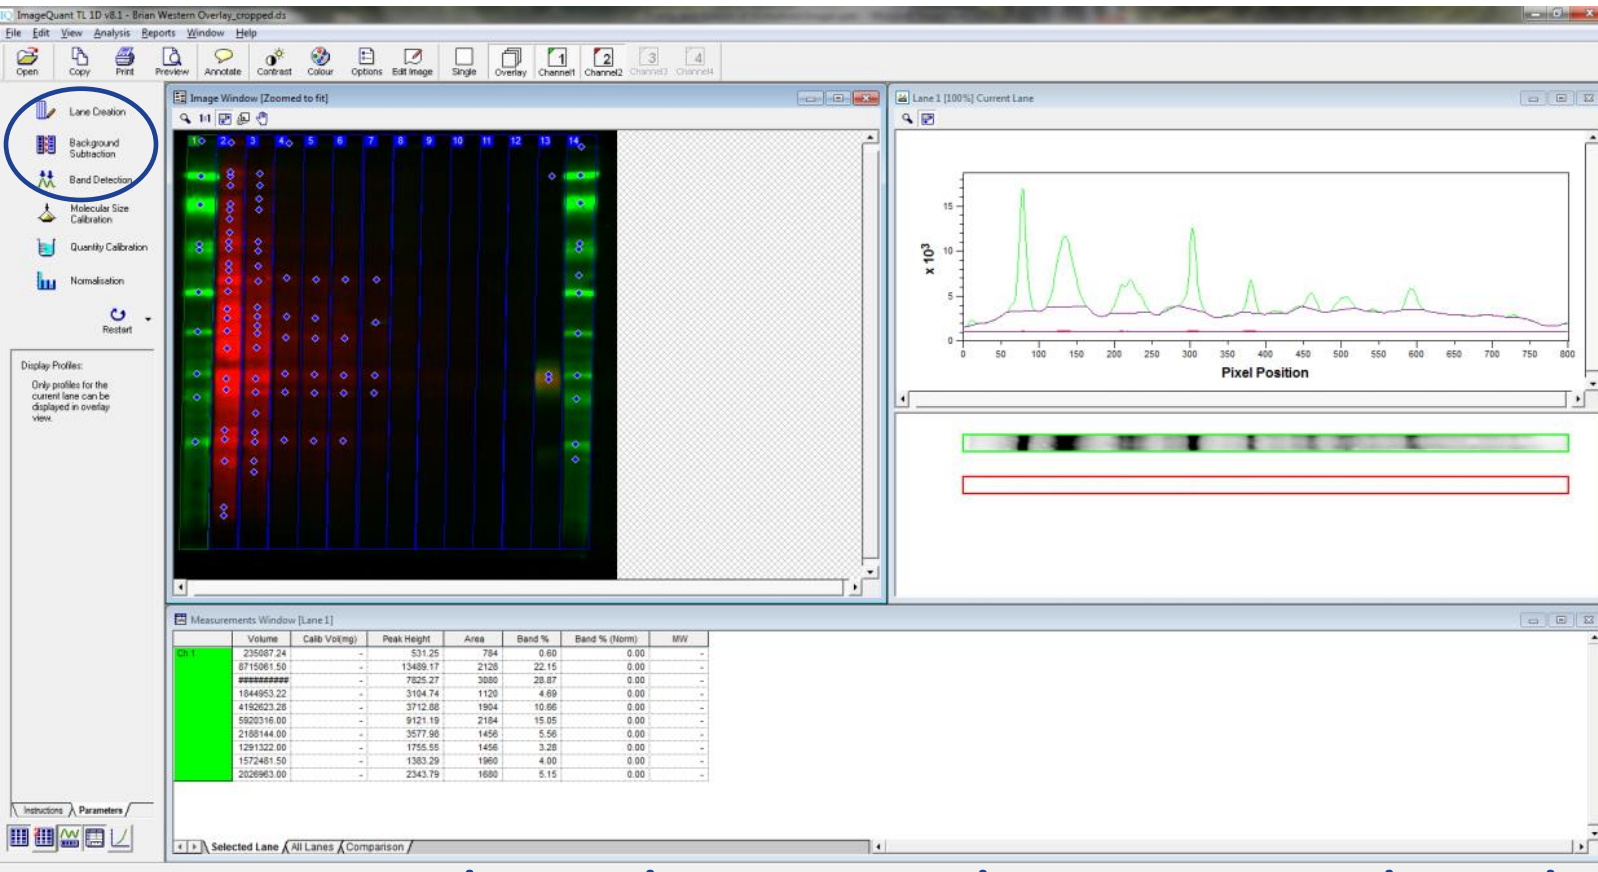 ImageQuant TL 1D v8.1 - Brian Western Overlay_cropped.ds
File Edit View Analysis Reports Window Help
Open Copy Print Preview Annotate Contrast Colour Options Edit Image Single Overlay Channel1 Channel2 Channel3 Channel4
1 2 3 4
Lane Creation
Background
Subtraction
Band Detection
Molecular Size
Calibration
Quantity Calibration
Normalisation
Restart
Display Profiles:
Only profiles for the
current lane can be
displayed in overlay
view.
Instructions Parameters
Image Window [Zoomed to fit]
1:1
1 2 3 4 5 6 7 8 9 10 11 12 13 14
Lane 1 [100%] Current Lane
x 10³
15
10
5
0
0 50 100 150 200 250 300 350 400 450 500 550 600 650 700 750 800
Pixel Position
Measurements Window [Lane 1]
Volume Calib Vol(mg) Peak Height Area Band % Band % (Norm) MW
Ch 1 235087.24 - 531.25 784 0.60 0.00 -
8715061.50 - 13489.17 2128 22.15 0.00 -
########## - 7825.27 3080 28.87 0.00 -
1844953.22 - 3104.74 1120 4.69 0.00 -
4192623.28 - 3712.88 1904 10.66 0.00 -
5920316.00 - 9121.19 2184 15.05 0.00 -
2188144.00 - 3577.98 1456 5.56 0.00 -
1291322.00 - 1755.55 1456 3.28 0.00 -
1572481.50 - 1383.29 1960 4.00 0.00 -
2026963.00 - 2343.79 1680 5.15 0.00 -
Selected Lane All Lanes Comparison